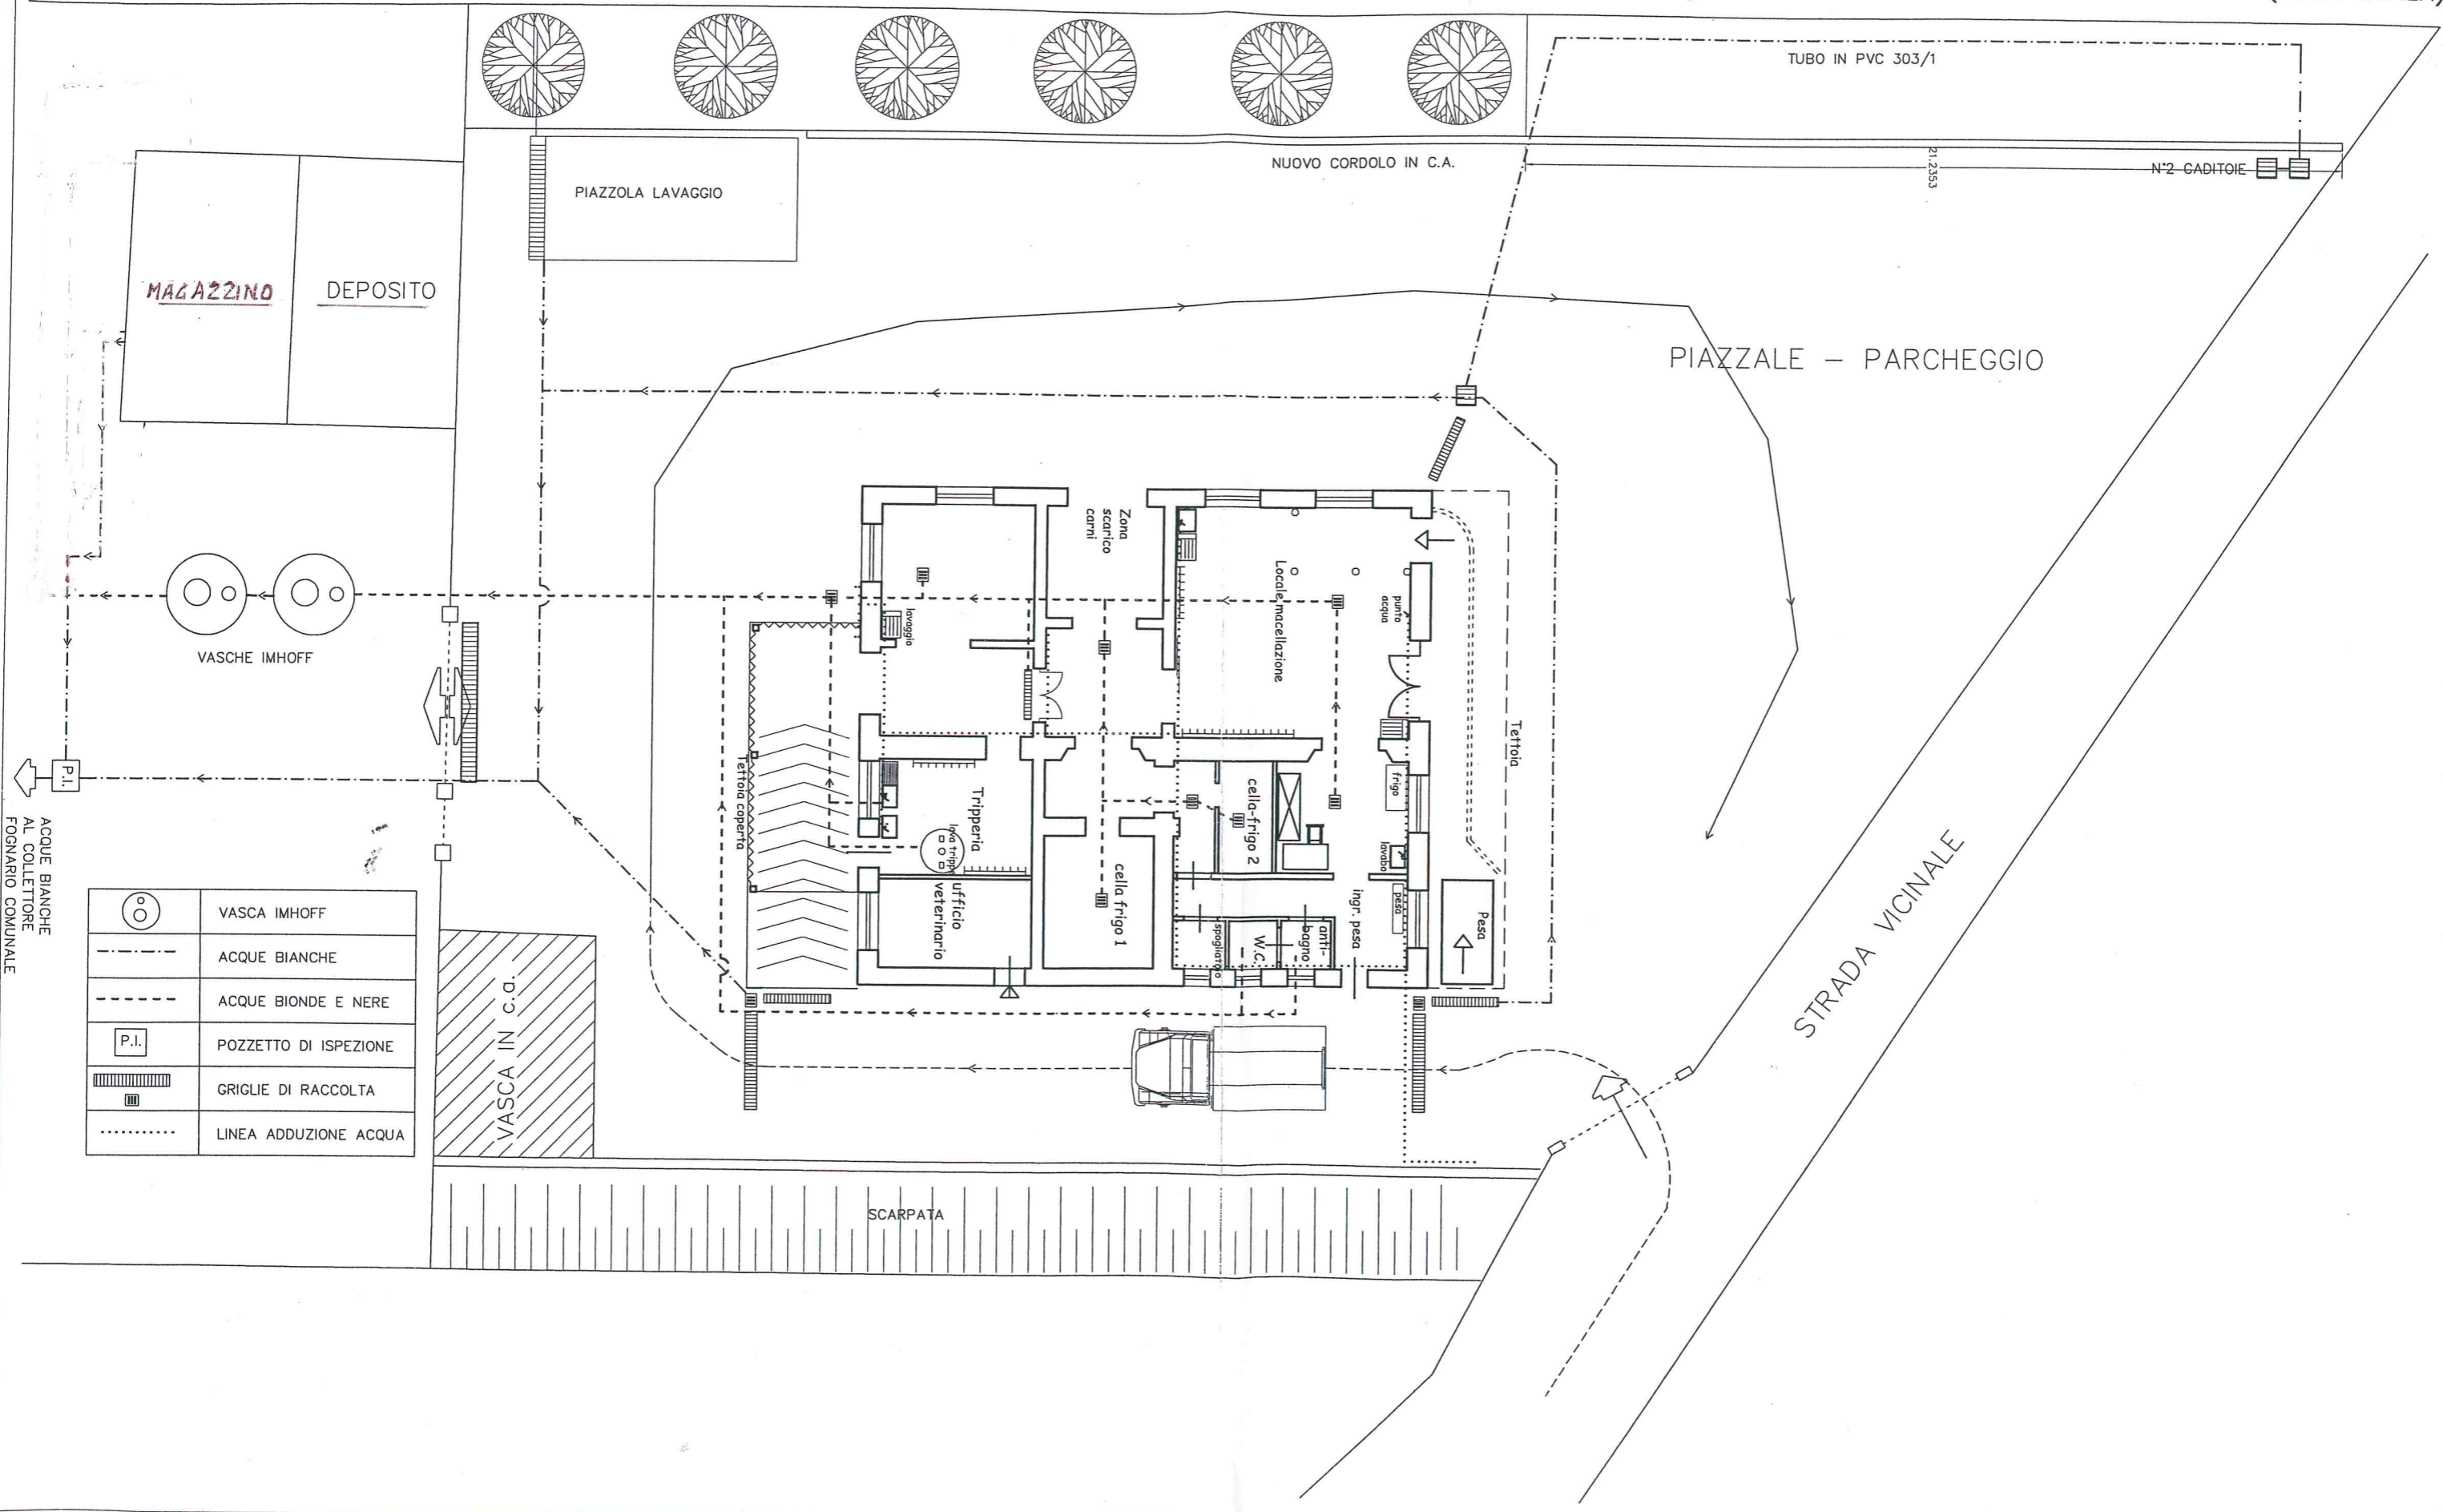 TUBO IN PVC 303/1
NUOVO CORDOLO IN C.A.
21.2353
N°2 CADITOIE
PIAZZOLA LAVAGGIO
MAGAZZINO
DEPOSITO
PIAZZALE – PARCHEGGIO
Zona
scarico
carni
Locale macellazione
punto
acqua
lavaggio
VASCHE IMHOFF
Tettoia
Tettoia coperta
Tripperia
lava trippe
cella-frigo 2
frigo
lavabo
pesa
Pesa
ingr. pesa
ufficio
veterinario
cella frigo 1
spogliatoio
W.C.
anti-
bagno
P.I.
ACQUE BIANCHE
AL COLLETTORE
FOGNARIO COMUNALE
STRADA VICINALE
VASCA IN c.a.
VASCA IMHOFF
ACQUE BIANCHE
ACQUE BIONDE E NERE
P.I.
POZZETTO DI ISPEZIONE
GRIGLIE DI RACCOLTA
LINEA ADDUZIONE ACQUA
SCARPATA